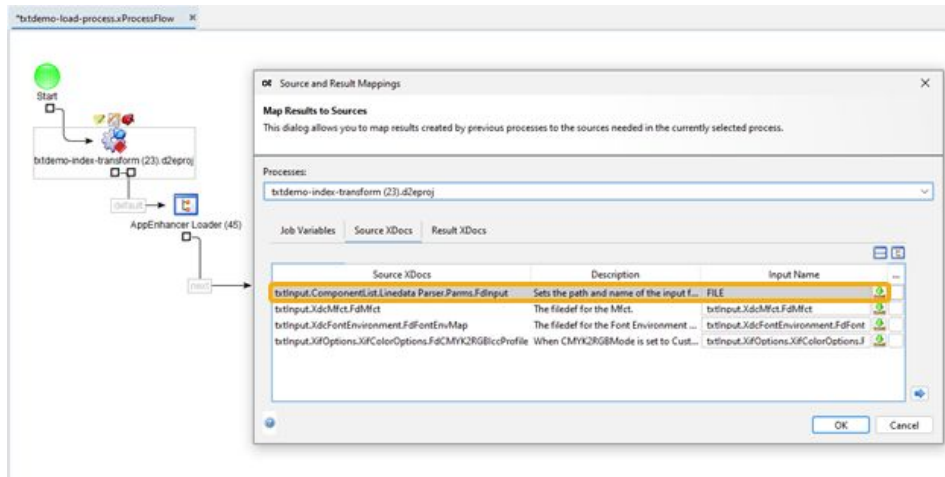 *txtdemo-load-process.xProcessFlow
Start
txtdemo-index-transform (23).d2eproj
default
AppEnhancer Loader (45)
next
Source and Result Mappings
Map Results to Sources
This dialog allows you to map results created by previous processes to the sources needed in the currently selected process.
Processes:
txtdemo-index-transform (23).d2eproj
Job Variables Source XDocs Result XDocs
Source XDocs Description Input Name ...
txtInput.ComponentList.Linedata Parser.Parms.FdInput Sets the path and name of the input f... FILE
txtInput.XdcMfct.FdMfct The filedef for the Mfct. txtInput.XdcMfct.FdMfct
txtInput.XdcFontEnvironment.FdFontEnvMap The filedef for the Font Environment ... txtInput.XdcFontEnvironment.FdFont
txtInput.XifOptions.XifColorOptions.FdCMYK2RGBIccProfile When CMYK2RGBMode is set to Cust... txtInput.XifOptions.XifColorOptions.F
OK Cancel